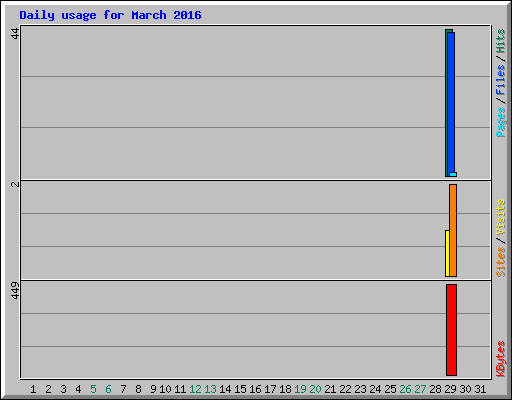 Daily usage for March 2016
44
2
449
Pages / Files / Hits
Sites / Visits
KBytes
1 2 3 4 5 6 7 8 9 10 11 12 13 14 15 16 17 18 19 20 21 22 23 24 25 26 27 28 29 30 31